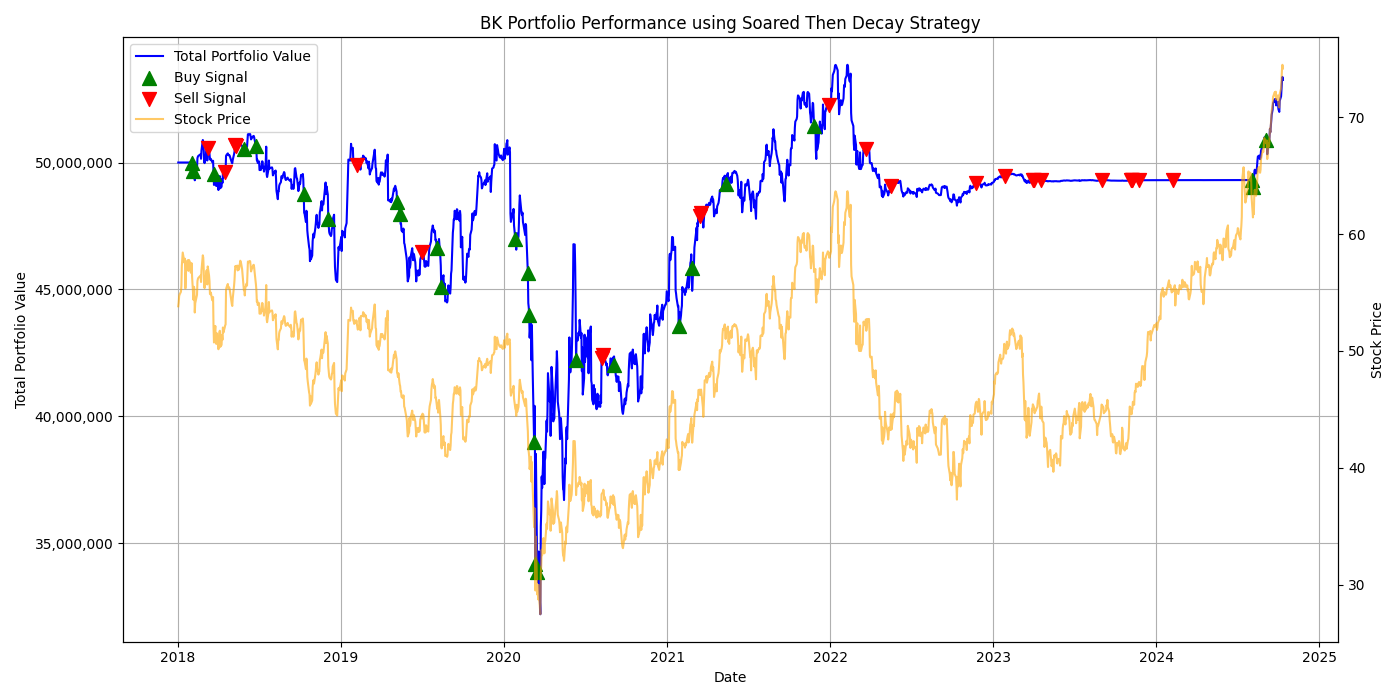 BK Portfolio Performance using Soared Then Decay Strategy
Total Portfolio Value
Buy Signal
Sell Signal
Stock Price
50,000,000
45,000,000
40,000,000
35,000,000
Total Portfolio Value
70
60
50
40
30
Stock Price
2018
2019
2020
2021
2022
2023
2024
2025
Date